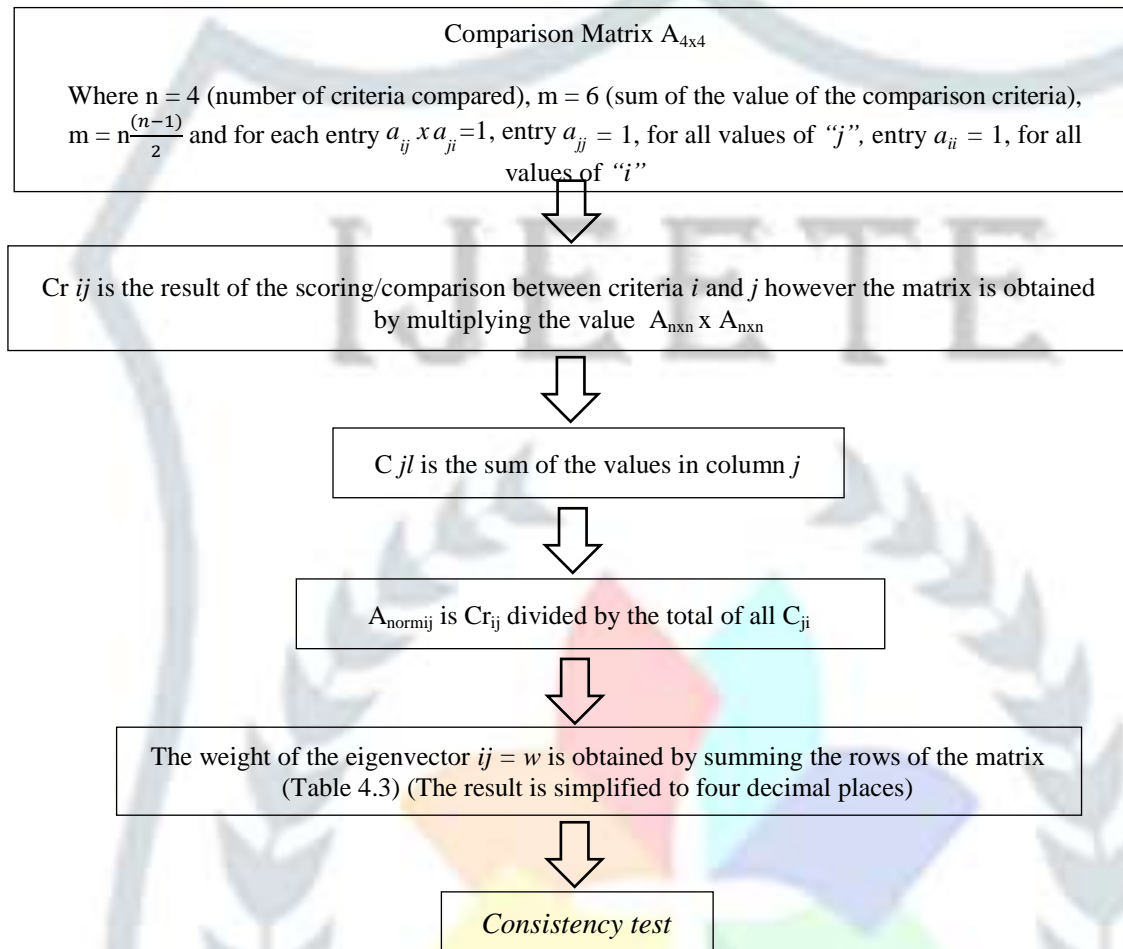 Comparison Matrix A4x4
Where n = 4 (number of criteria compared), m = 6 (sum of the value of the comparison criteria),
m = n(n-1)/2 and for each entry aij x aji=1, entry ajj = 1, for all values of “j”, entry aii = 1, for all
values of “i”
IJEETE
Cr ij is the result of the scoring/comparison between criteria i and j however the matrix is obtained
by multiplying the value Anxn x Anxn
C jl is the sum of the values in column j
Anormij is Crij divided by the total of all Cji
The weight of the eigenvector ij = w is obtained by summing the rows of the matrix
(Table 4.3) (The result is simplified to four decimal places)
Consistency test